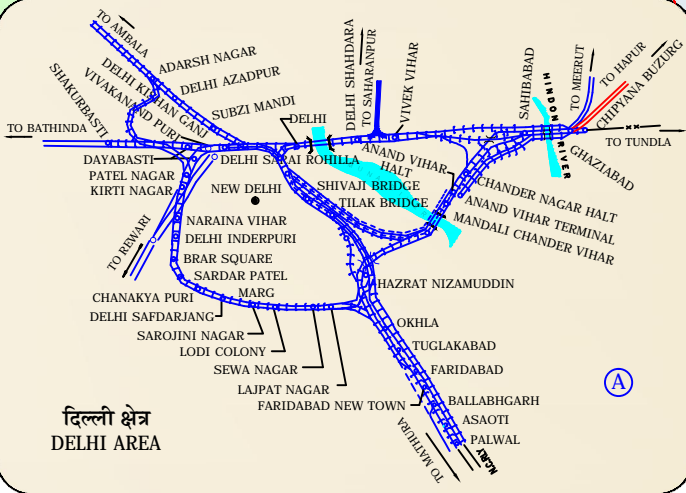 TO AMBALA
ADARSH NAGAR
DELHI AZADPUR
DELHI KISHAN GANJ
VIVAKANAND PURI
SHAKURBASTI
SUBZI MANDI
DELHI
DELHI SHAHDARA
TO SAHARANPUR
VIVEK VIHAR
SAHIBABAD
HINDON RIVER
TO MEERUT
TO HAPUR
CHIPYANA BUZURG
TO BATHINDA
TO TUNDLA
GHAZIABAD
DAYABASTI
DELHI SARAI ROHILLA
ANAND VIHAR
HALT
PATEL NAGAR
KIRTI NAGAR
NEW DELHI
SHIVAJI BRIDGE
TILAK BRIDGE
CHANDER NAGAR HALT
ANAND VIHAR TERMINAL
MANDALI CHANDER VIHAR
NARAINA VIHAR
DELHI INDERPURI
TO REWARI
BRAR SQUARE
SARDAR PATEL
MARG
CHANAKYA PURI
DELHI SAFDARJANG
HAZRAT NIZAMUDDIN
SAROJINI NAGAR
LODI COLONY
SEWA NAGAR
LAJPAT NAGAR
FARIDABAD NEW TOWN
OKHLA
TUGLAKABAD
FARIDABAD
BALLABHGARH
ASAOTI
PALWAL
TO MATHURA
N.C.RLY
A
दिल्ली क्षेत्र
DELHI AREA